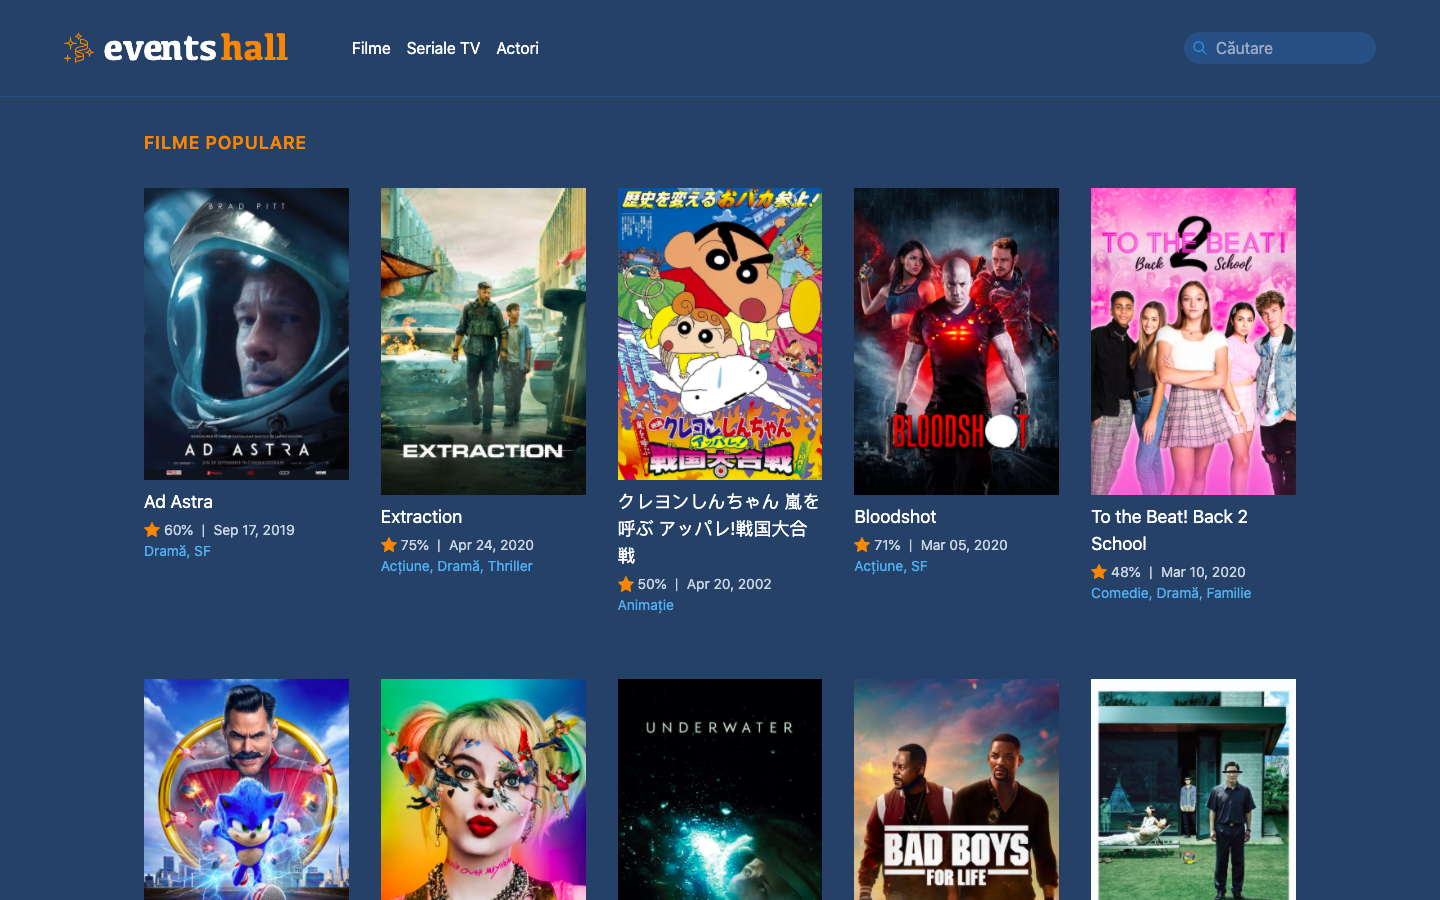 eventshall
Filme Seriale TV Actori
Căutare
FILME POPULARE
BRAD PITT
AD ASTRA
Ad Astra
60% | Sep 17, 2019
Dramă, SF
EXTRACTION
Extraction
75% | Apr 24, 2020
Acțiune, Dramă, Thriller
歴史を変えるおバカ参上!
クレヨンしんちゃん
アッパレ!
戦国大合戦
クレヨンしんちゃん 嵐を
呼ぶ アッパレ!戦国大合
戦
50% | Apr 20, 2002
Animație
BLOODSHOT
Bloodshot
71% | Mar 05, 2020
Acțiune, SF
TO THE BEAT!
Back 2 School
To the Beat! Back 2
School
48% | Mar 10, 2020
Comedie, Dramă, Familie
UNDERWATER
BAD BOYS
FOR LIFE